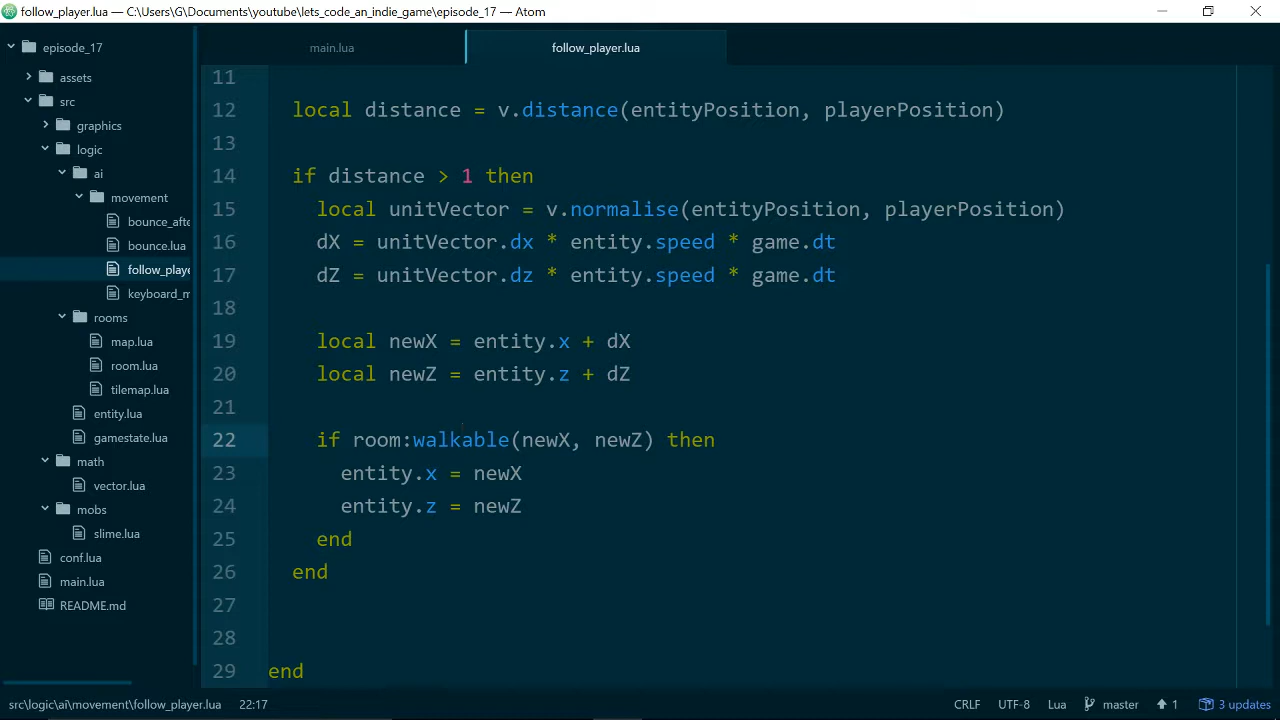 follow_player.lua — C:\Users\G\Documents\youtube\lets_code_an_indie_game\episode_17 — Atom
episode_17
assets
src
graphics
logic
ai
movement
bounce_afte
bounce.lua
follow_playe
keyboard_m
rooms
map.lua
room.lua
tilemap.lua
entity.lua
gamestate.lua
math
vector.lua
mobs
slime.lua
conf.lua
main.lua
README.md
main.lua
follow_player.lua
11
12 local distance = v.distance(entityPosition, playerPosition)
13
14 if distance > 1 then
15 local unitVector = v.normalise(entityPosition, playerPosition)
16 dX = unitVector.dx * entity.speed * game.dt
17 dZ = unitVector.dz * entity.speed * game.dt
18
19 local newX = entity.x + dX
20 local newZ = entity.z + dZ
21
22 if room:walkable(newX, newZ) then
23 entity.x = newX
24 entity.z = newZ
25 end
26 end
27
28
29 end
src\logic\ai\movement\follow_player.lua 22:17 CRLF UTF-8 Lua master 1 3 updates